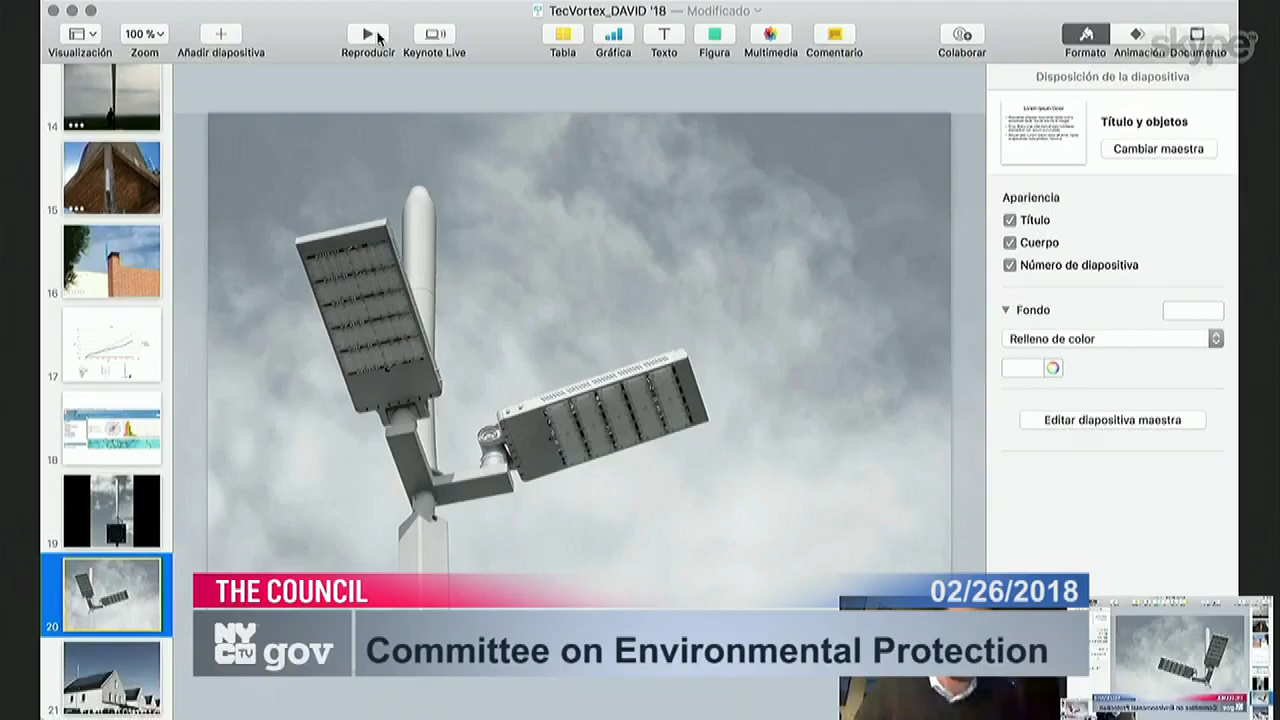 TecVortex_DAVID '18 — Modificado
100 %
Visualización Zoom Añadir diapositiva Reproducir Keynote Live Tabla Gráfica Texto Figura Multimedia Comentario Colaborar Formato Animación Documento
skype
Disposición de la diapositiva
Título y objetos
Cambiar maestra
Apariencia
Título
Cuerpo
Número de diapositiva
Fondo
Relleno de color
Editar diapositiva maestra
14
15
16
17
18
19
20
21
THE COUNCIL 02/26/2018
NYC TV gov Committee on Environmental Protection